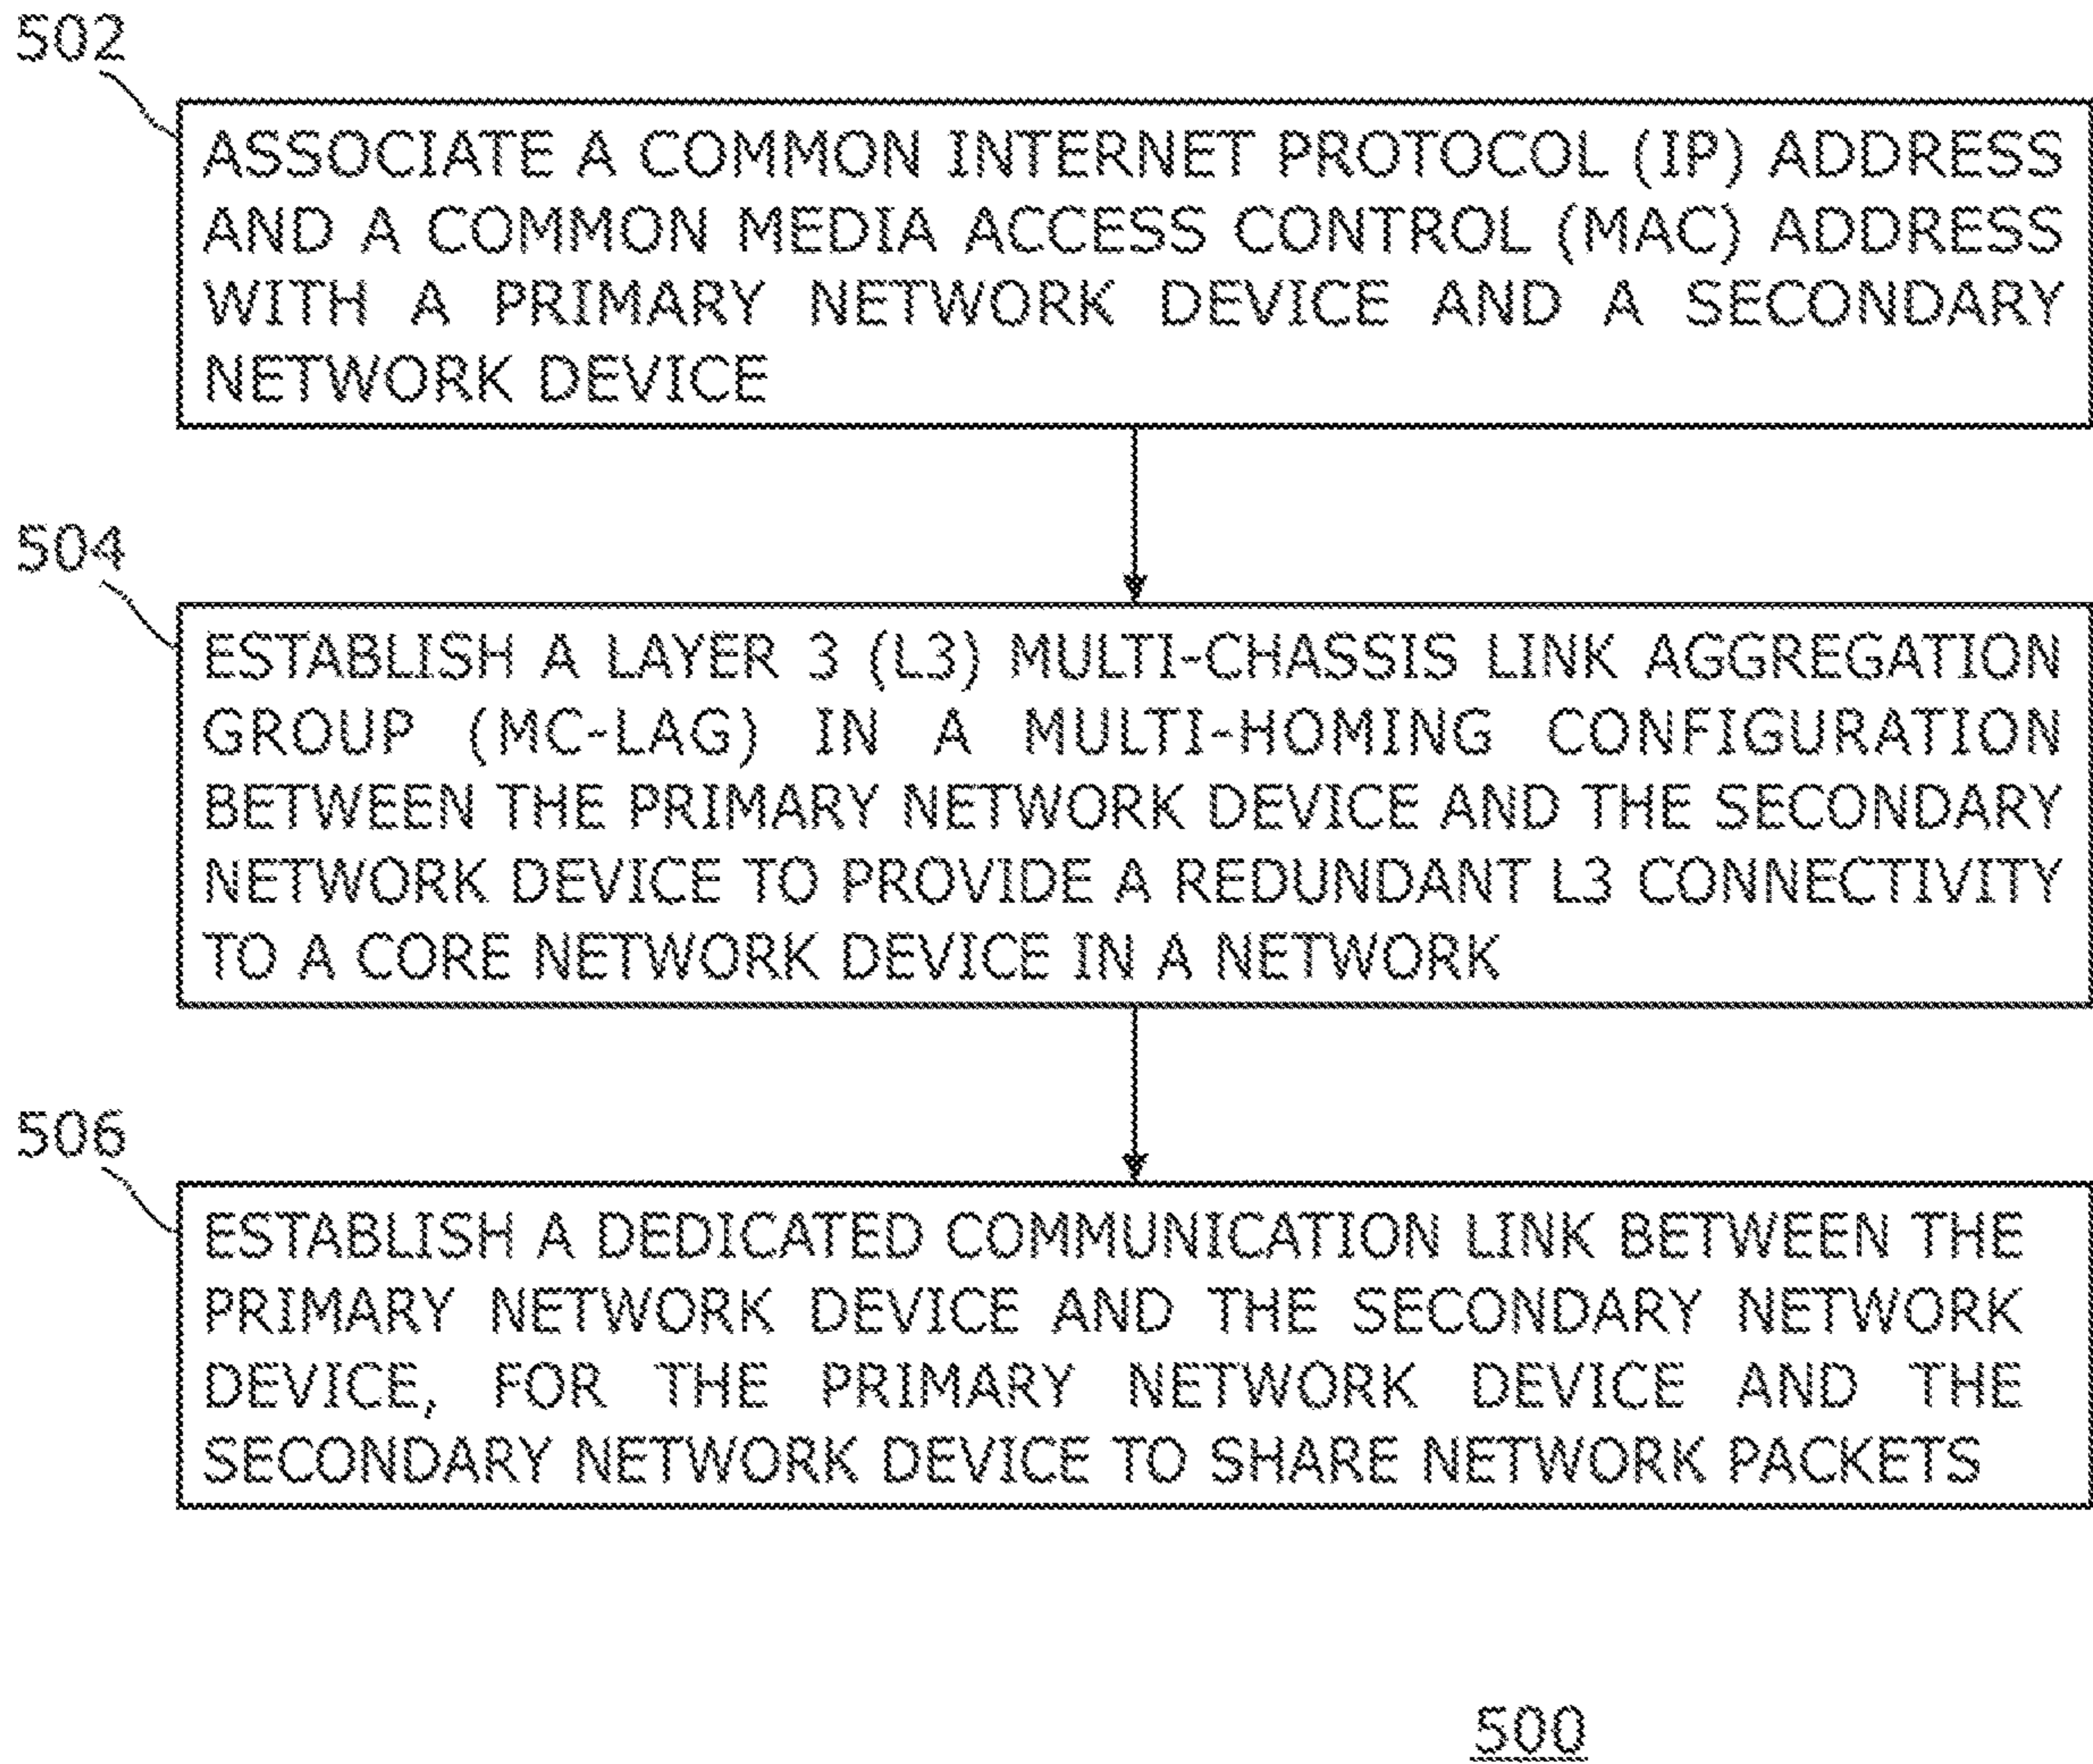 502
ASSOCIATE A COMMON INTERNET PROTOCOL (IP) ADDRESS
AND A COMMON MEDIA ACCESS CONTROL (MAC) ADDRESS
WITH A PRIMARY NETWORK DEVICE AND A SECONDARY
NETWORK DEVICE
504
ESTABLISH A LAYER 3 (L3) MULTI-CHASSIS LINK AGGREGATION
GROUP (MC-LAG) IN A MULTI-HOMING CONFIGURATION
BETWEEN THE PRIMARY NETWORK DEVICE AND THE SECONDARY
NETWORK DEVICE TO PROVIDE A REDUNDANT L3 CONNECTIVITY
TO A CORE NETWORK DEVICE IN A NETWORK
506
ESTABLISH A DEDICATED COMMUNICATION LINK BETWEEN THE
PRIMARY NETWORK DEVICE AND THE SECONDARY NETWORK
DEVICE, FOR THE PRIMARY NETWORK DEVICE AND THE
SECONDARY NETWORK DEVICE TO SHARE NETWORK PACKETS
500